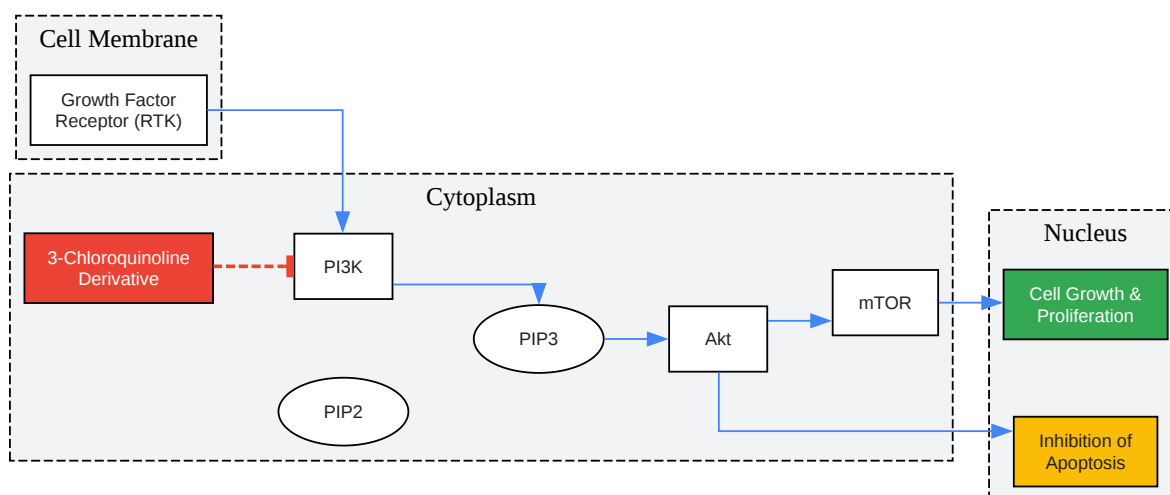 Cell Membrane
Growth Factor
Receptor (RTK)
Cytoplasm
3-Chloroquinoline
Derivative
PI3K
PIP3
PIP2
Akt
mTOR
Nucleus
Cell Growth &
Proliferation
Inhibition of
Apoptosis